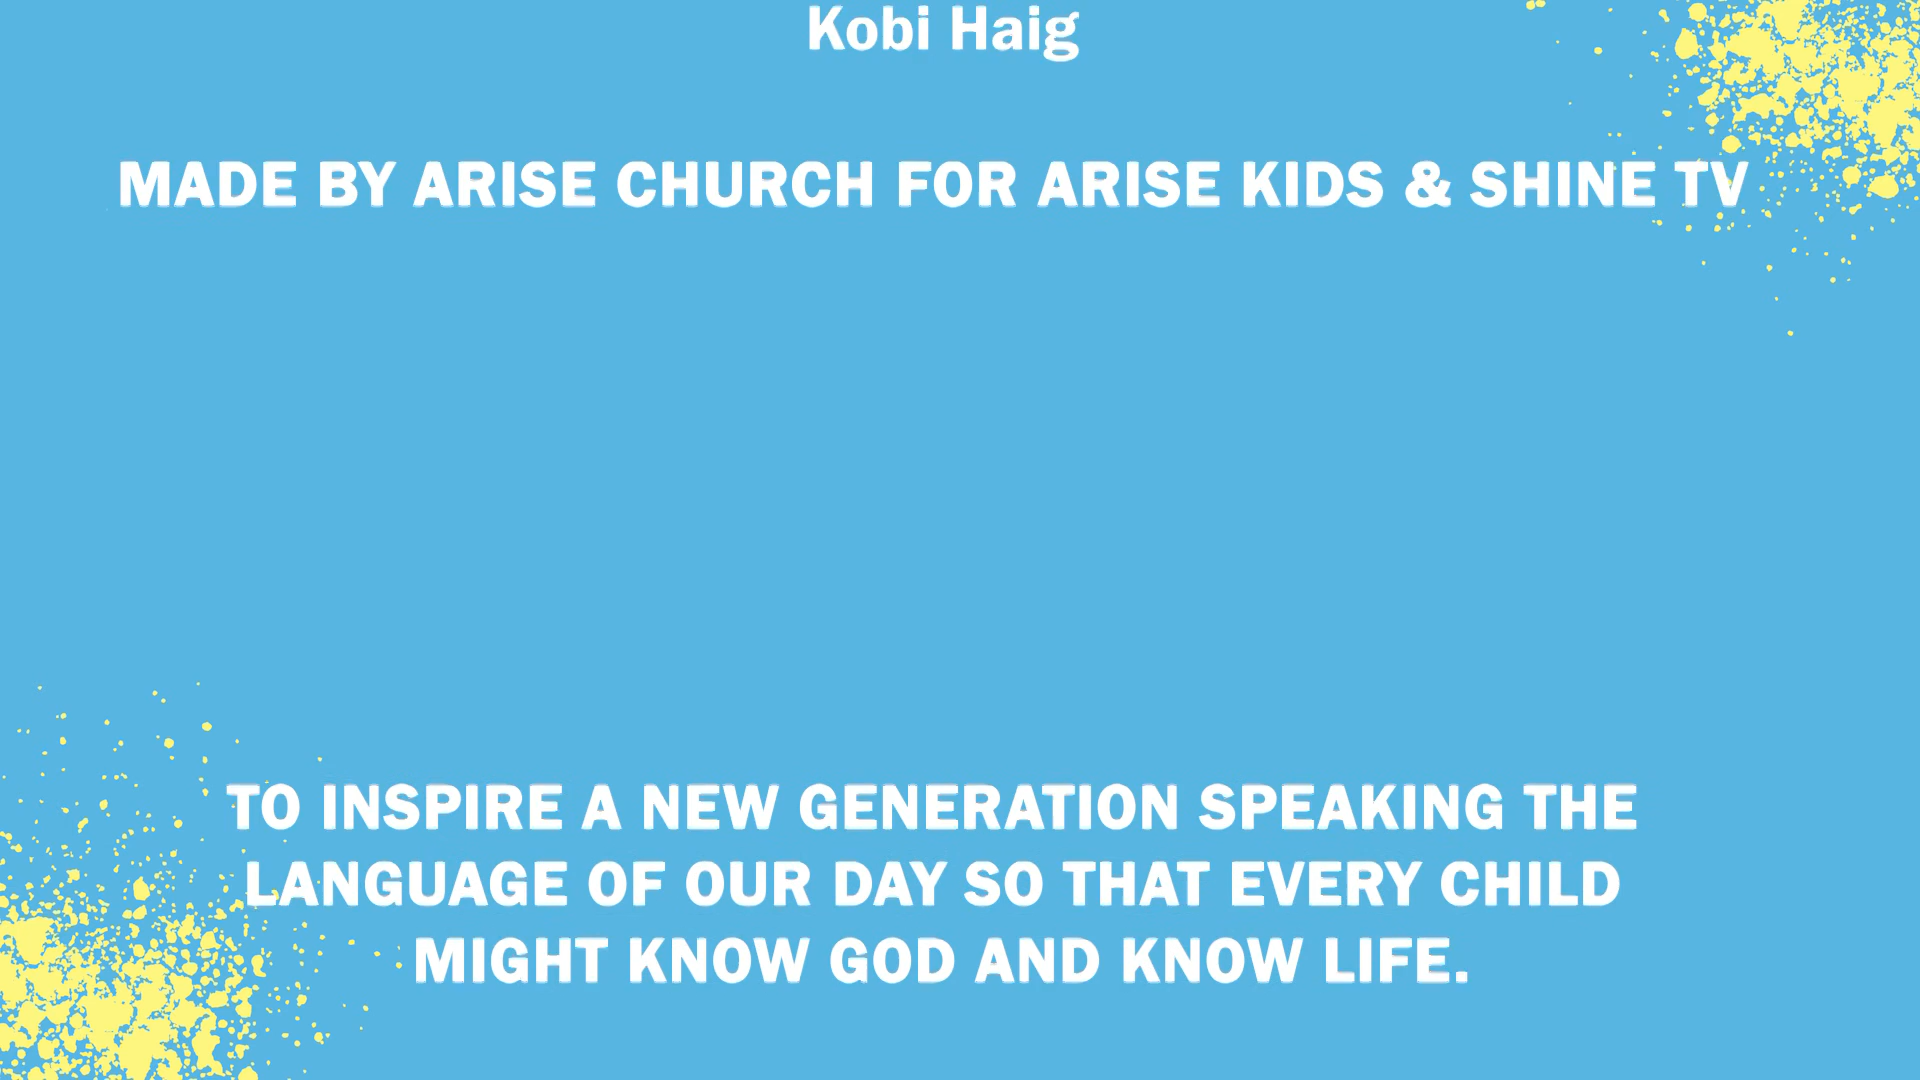 Kobi Haig
MADE BY ARISE CHURCH FOR ARISE KIDS & SHINE TV
TO INSPIRE A NEW GENERATION SPEAKING THE
LANGUAGE OF OUR DAY SO THAT EVERY CHILD
MIGHT KNOW GOD AND KNOW LIFE.